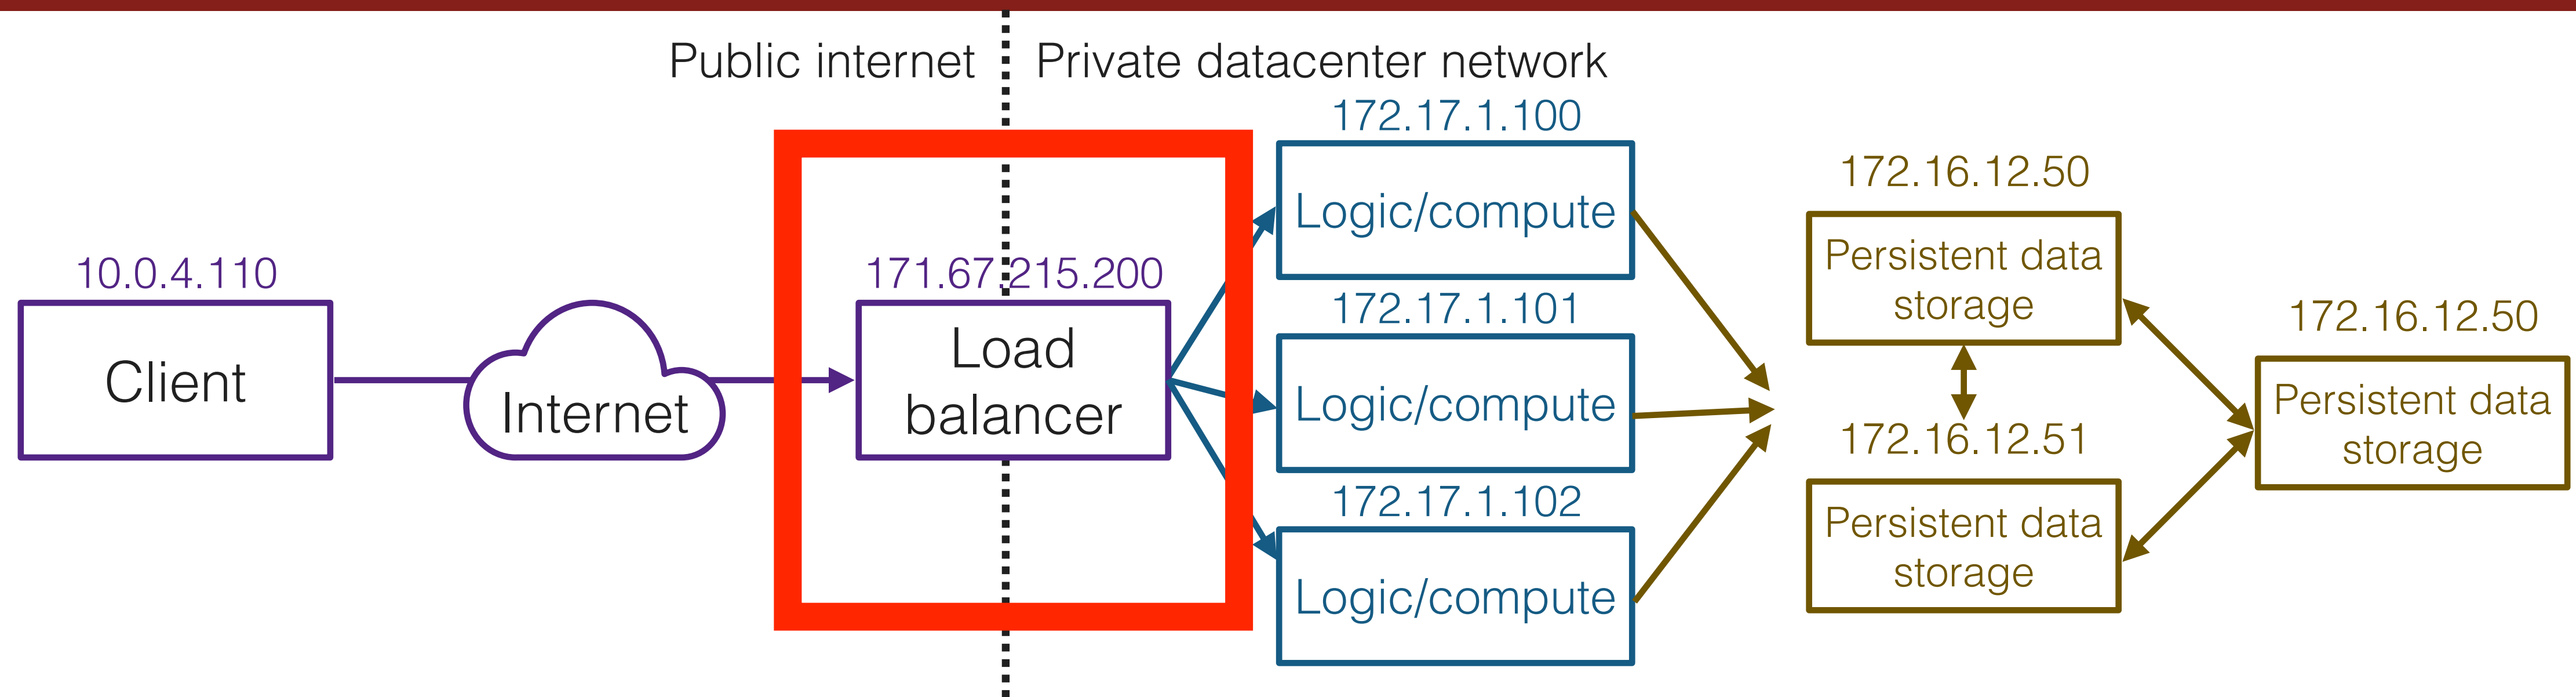 Public internet
Private datacenter network
10.0.4.110
Client
Internet
171.67.215.200
Load
balancer
172.17.1.100
Logic/compute
172.17.1.101
Logic/compute
172.17.1.102
Logic/compute
172.16.12.50
Persistent data
storage
172.16.12.51
Persistent data
storage
172.16.12.50
Persistent data
storage